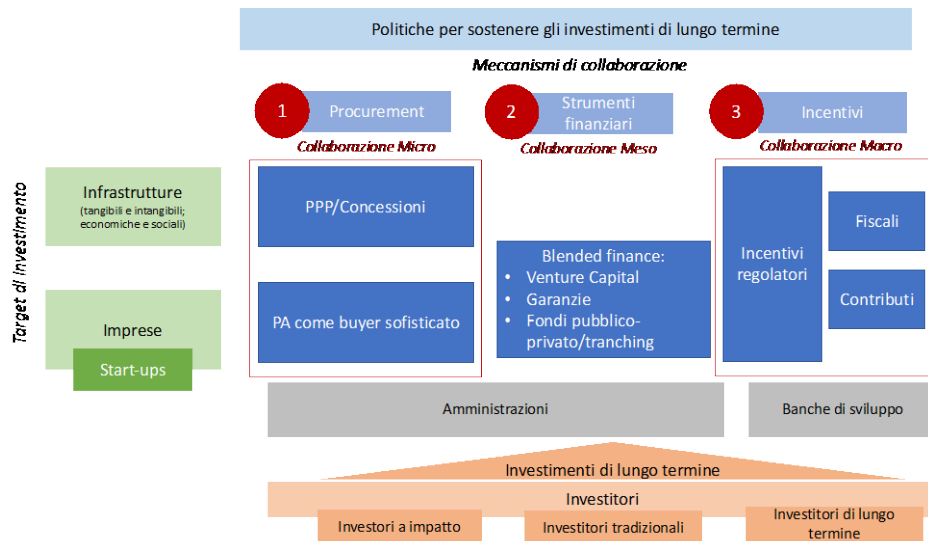 Politiche per sostenere gli investimenti di lungo termine
Meccanismi di collaborazione
1
Procurement
2
Strumenti
finanziari
3
Incentivi
Collaborazione Micro
Collaborazione Meso
Collaborazione Macro
Target di investimento
Infrastrutture
(tangibili e intangibili;
economiche e sociali)
PPP/Concessioni
Blended finance:
• Venture Capital
• Garanzie
• Fondi pubblico-
privato/tranching
Incentivi
regolatori
Fiscali
Contributi
Imprese
Start-ups
PA come buyer sofisticato
Amministrazioni
Banche di sviluppo
Investimenti di lungo termine
Investitori
Investori a impatto
Investitori tradizionali
Investitori di lungo
termine